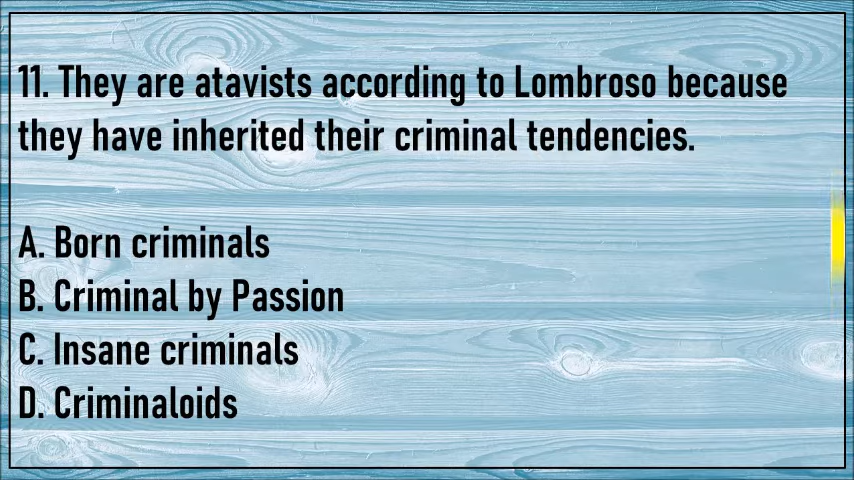 11. They are atavists according to Lombroso because
they have inherited their criminal tendencies.
A. Born criminals
B. Criminal by Passion
C. Insane criminals
D. Criminaloids